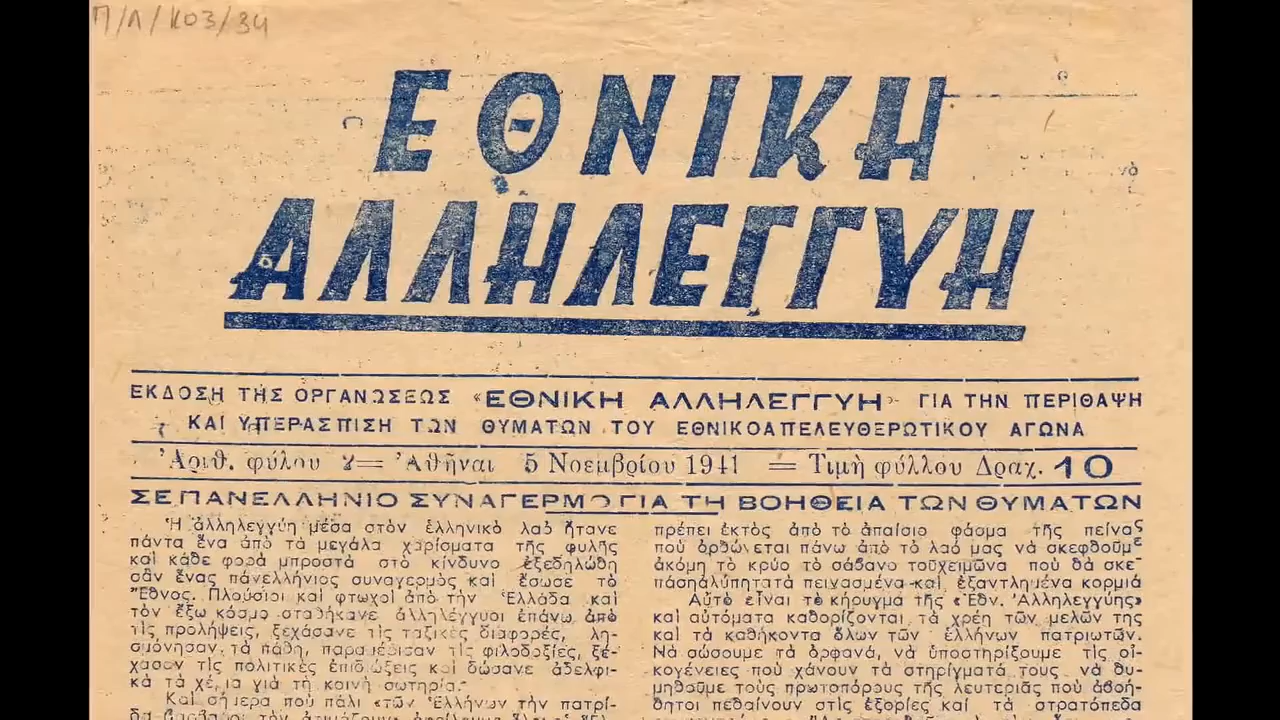 Π/Λ/Κ03/34
ΕΘΝΙΚΗ
ΑΛΛΗΛΕΓΓΥΗ
ΕΚΔΟΣΗ ΤΗΣ ΟΡΓΑΝΩΣΕΩΣ «ΕΘΝΙΚΗ ΑΛΛΗΛΕΓΓΥΗ» ΓΙΑ ΤΗΝ ΠΕΡΙΘΑΨΗ
ΚΑΙ ΥΠΕΡΑΣΠΙΣΗ ΤΩΝ ΘΥΜΑΤΩΝ ΤΟΥ ΕΘΝΙΚΟΑΠΕΛΕΥΘΕΡΩΤΙΚΟΥ ΑΓΩΝΑ
Ἀριθ. φύλου = Ἀθῆναι 5 Νοεμβρίου 1941 = Τιμὴ φύλλου Δραχ. 10
ΣΕ ΠΑΝΕΛΛΗΝΙΟ ΣΥΝΑΓΕΡΜΟ ΓΙΑ ΤΗ ΒΟΗΘΕΙΑ ΤΩΝ ΘΥΜΑΤΩΝ
Ἡ ἀλληλεγγύη μέσα στὸν ἑλληνικὸ λαὸ ἤτανε
πάντα ἕνα ἀπὸ τὰ μεγάλα χαρίσματα τῆς φυλῆς
καὶ κάθε φορὰ μπροστὰ στὸ κίνδυνο ἐξεδηλώθη
σὰν ἕνας πανελλήνιος συναγερμὸς καὶ ἔσωσε τὸ
Ἔθνος. Πλούσιοι καὶ φτωχοὶ ἀπὸ τὴν Ἑλλάδα καὶ
τὸν ἔξω κόσμο σταθήκανε ἀλληλέγγυοι ἐπάνω ἀπὸ
τὶς προλήψες, ξεχάσανε τὶς ταξικὲς διαφορές, λη-
σμόνησαν τὰ πάθη, παραμέρισαν τὶς φιλοδοξίες, ξέ-
χασαν τὶς πολιτικὲς ἐπιδιώξεις καὶ δώσανε ἀδελφι-
κὰ τὰ χέρια γιὰ τὴ κοινὴ σωτηρία.
Καὶ σήμερα ποὺ πάλι «τῶν Ἑλλήνων τὴν πατρί-
πρέπει ἐκτὸς ἀπὸ τὸ ἀπαίσιο φάσμα τῆς πείνας
ποὺ ὀρθώνεται πάνω ἀπὸ τὸ λαό μας νὰ σκεφθοῦμε
ἀκόμη τὸ κρύο τὸ σάβανο τοῦχειμῶνα ποὺ θὰ σκε-
πάσηἀλύπητατὰ πεινασμένα καὶ ἐξαντλημένα κορμιὰ
Αὐτὸ εἶναι τὸ κήρυγμα τῆς «Ἐθν. Ἀλληλεγγύης»
καὶ αὐτόματα καθορίζονται τὰ χρέη τῶν μελῶν της
καὶ τὰ καθήκοντα ὅλων τῶν ἑλλήνων πατριωτῶν.
Νὰ σώσουμε τὰ ὀρφανά, νὰ ὑποστηρίξουμε τὶς οἰ-
κογένειες ποὺ χάνουν τὰ στηρίγματά τους νὰ θυ-
μηθοῦμε τοὺς πρωτοπόρους τῆς λευτεριᾶς ποὺ ἀβοή-
θητοι πεθαίνουν στὶς ἐξορίες καὶ τὰ στρατόπεδα